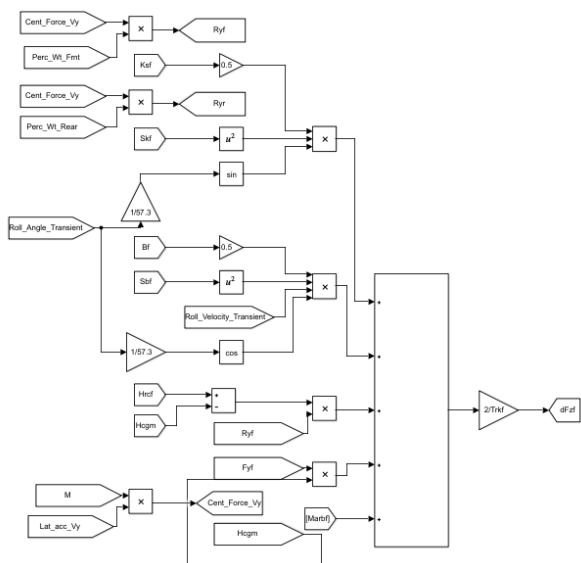 Cent_Force_Vy
×
Ryf
Perc_Wt_Frnt
Ksf
0.5
Cent_Force_Vy
×
Ryr
Perc_Wt_Rear
Skf
u²
×
sin
1/57.3
Roll_Angle_Transient
Bf
0.5
Sbf
u²
×
Roll_Velocity_Transient
1/57.3
cos
+
+
Hrcf
+
−
Hcgm
×
Ryf
+
2/Trkf
dFzf
Fyf
×
+
M
×
Cent_Force_Vy
Lat_acc_Vy
[Marbf]
+
Hcgm